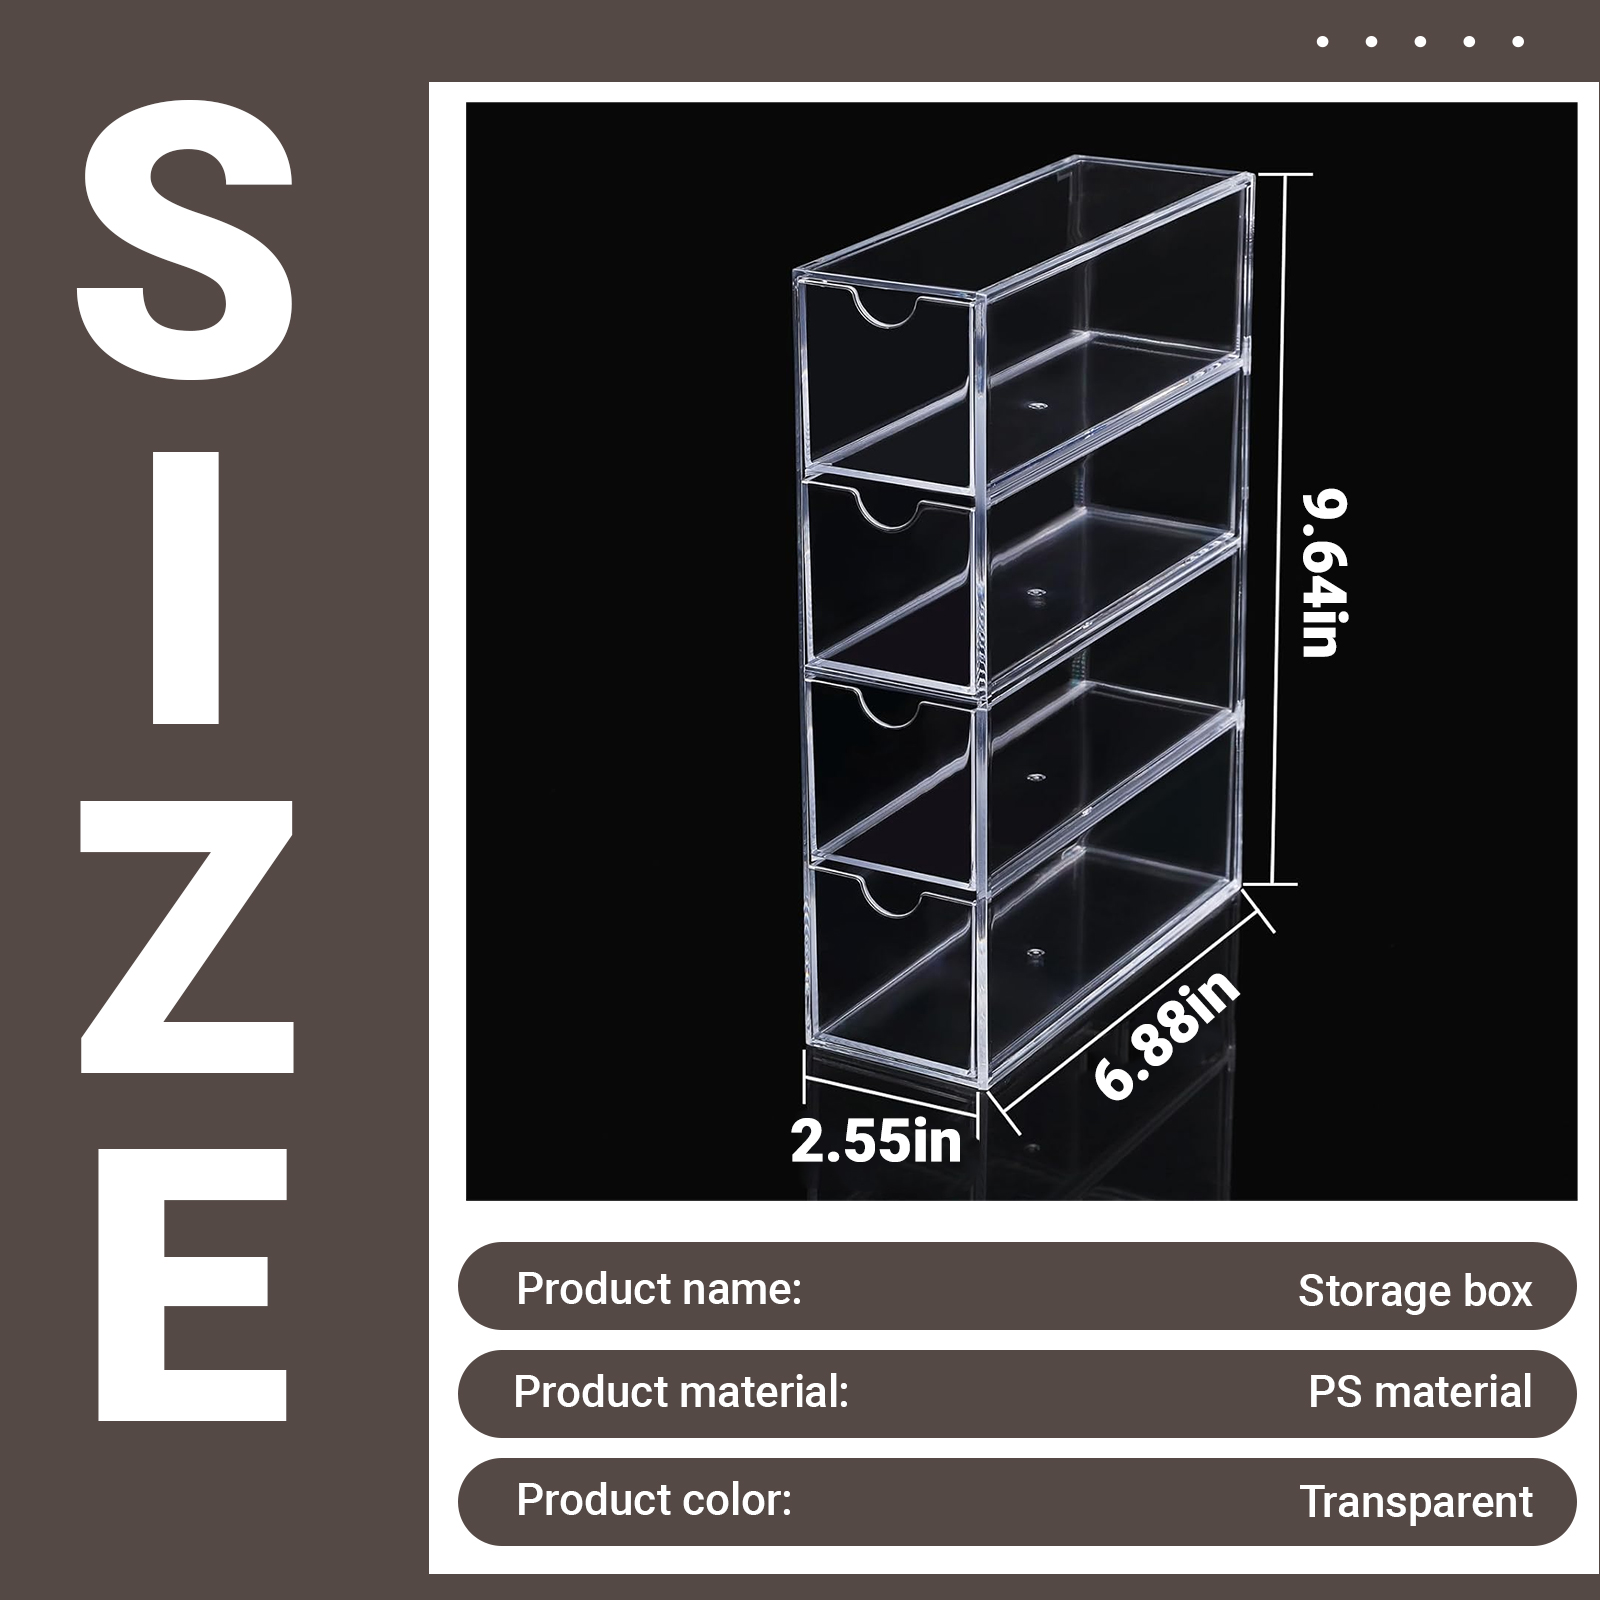 SIZE
9.64in
6.88in
2.55in
Product name: Storage box
Product material: PS material
Product color: Transparent